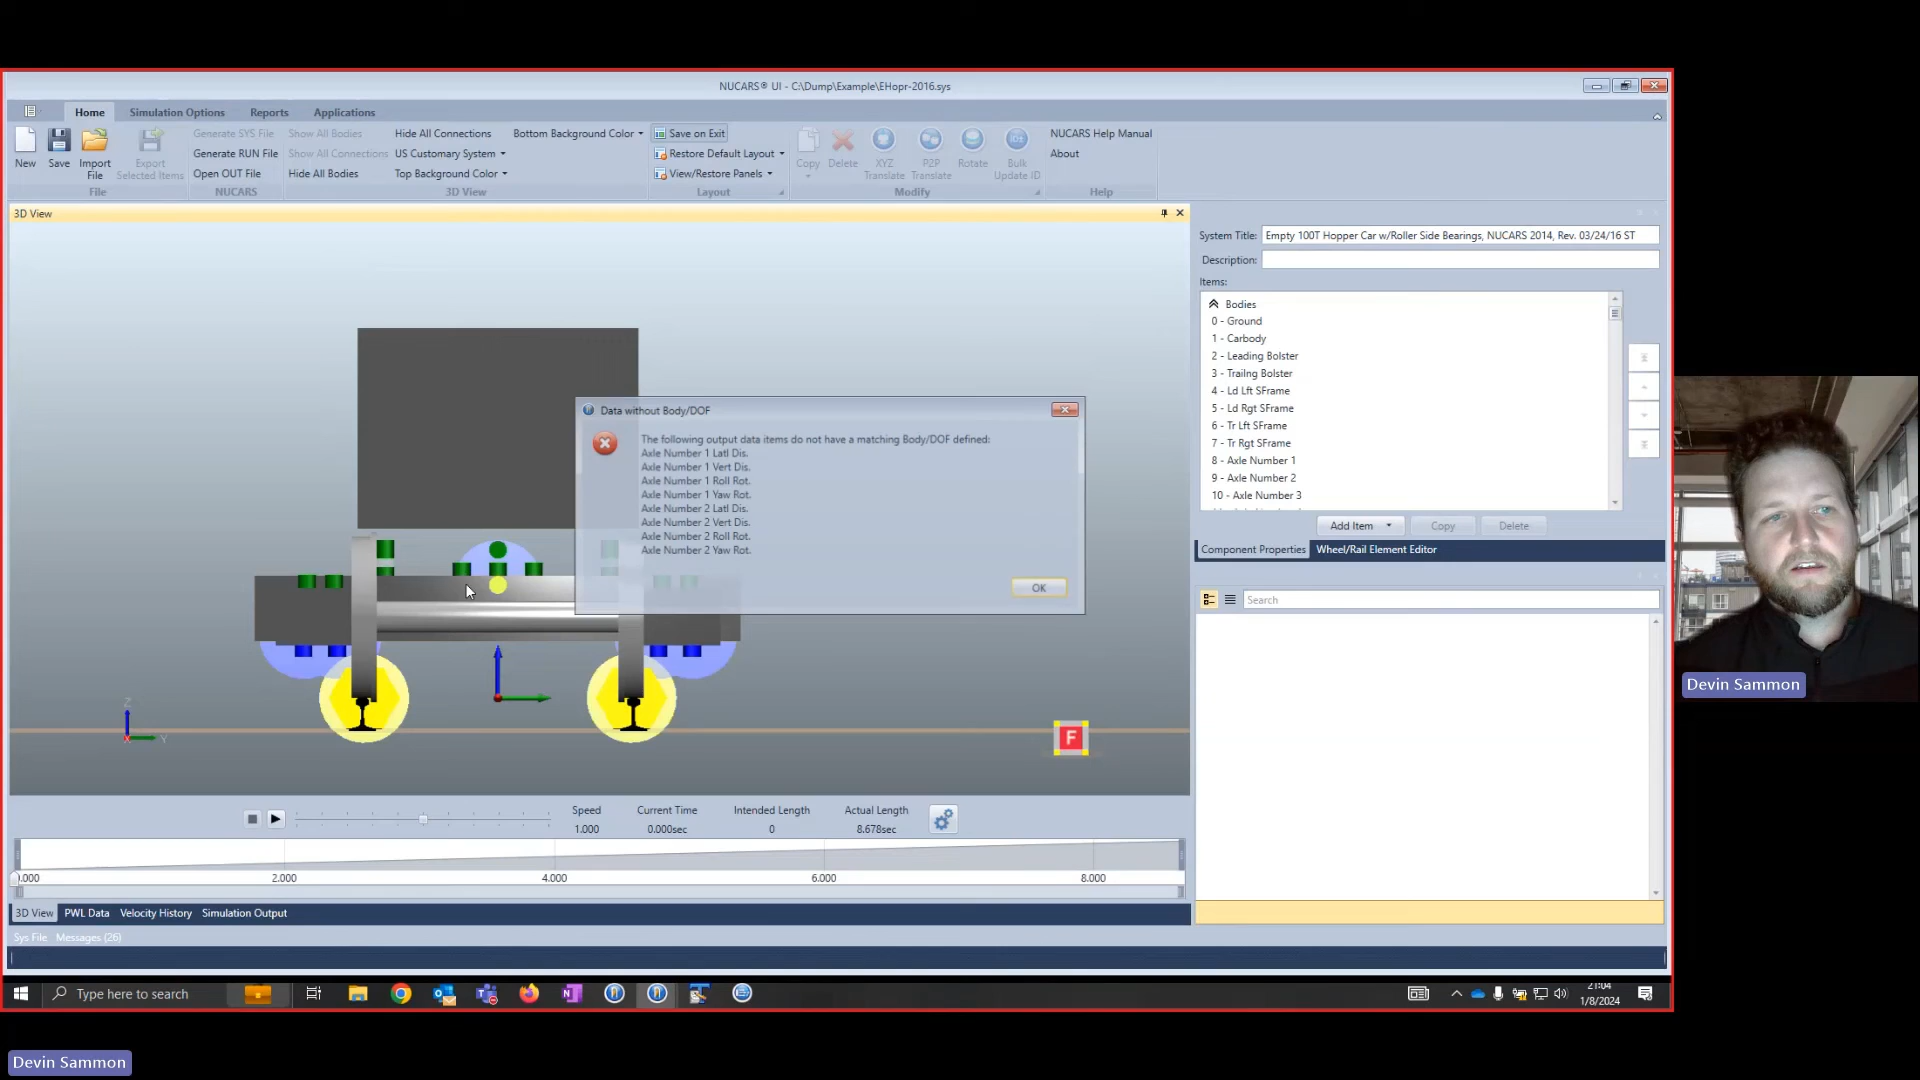 NUCARS® UI - C:\Dump\Example\EHopr-2016.sys
Home
Simulation Options
Reports
Applications
New
Save
Import
File
Export
Selected Items
File
Generate SYS File
Generate RUN File
Open OUT File
NUCARS
Show All Bodies
Show All Connections
Hide All Bodies
Hide All Connections
US Customary System
Top Background Color
Bottom Background Color
3D View
Save on Exit
Restore Default Layout
View/Restore Panels
Layout
Copy
Delete
XYZ
Translate
P2P
Translate
Rotate
Bulk
Update ID
Modify
NUCARS Help Manual
About
Help
3D View
Data without Body/DOF
The following output data items do not have a matching Body/DOF defined:
Axle Number 1 Latl Dis.
Axle Number 1 Vert Dis.
Axle Number 1 Roll Rot.
Axle Number 1 Yaw Rot.
Axle Number 2 Latl Dis.
Axle Number 2 Vert Dis.
Axle Number 2 Roll Rot.
Axle Number 2 Yaw Rot.
OK
Z
Y
F
System Title: Empty 100T Hopper Car w/Roller Side Bearings, NUCARS 2014, Rev. 03/24/16 ST
Description:
Items:
Bodies
0 - Ground
1 - Carbody
2 - Leading Bolster
3 - Trailng Bolster
4 - Ld Lft SFrame
5 - Ld Rgt SFrame
6 - Tr Lft SFrame
7 - Tr Rgt SFrame
8 - Axle Number 1
9 - Axle Number 2
10 - Axle Number 3
Add Item
Copy
Delete
Component Properties
Wheel/Rail Element Editor
Search
Speed
1.000
Current Time
0.000sec
Intended Length
0
Actual Length
8.678sec
2.000
4.000
6.000
8.000
3D View
PWL Data
Velocity History
Simulation Output
Sys File
Messages (26)
Type here to search
21:04
1/8/2024
Devin Sammon
Devin Sammon